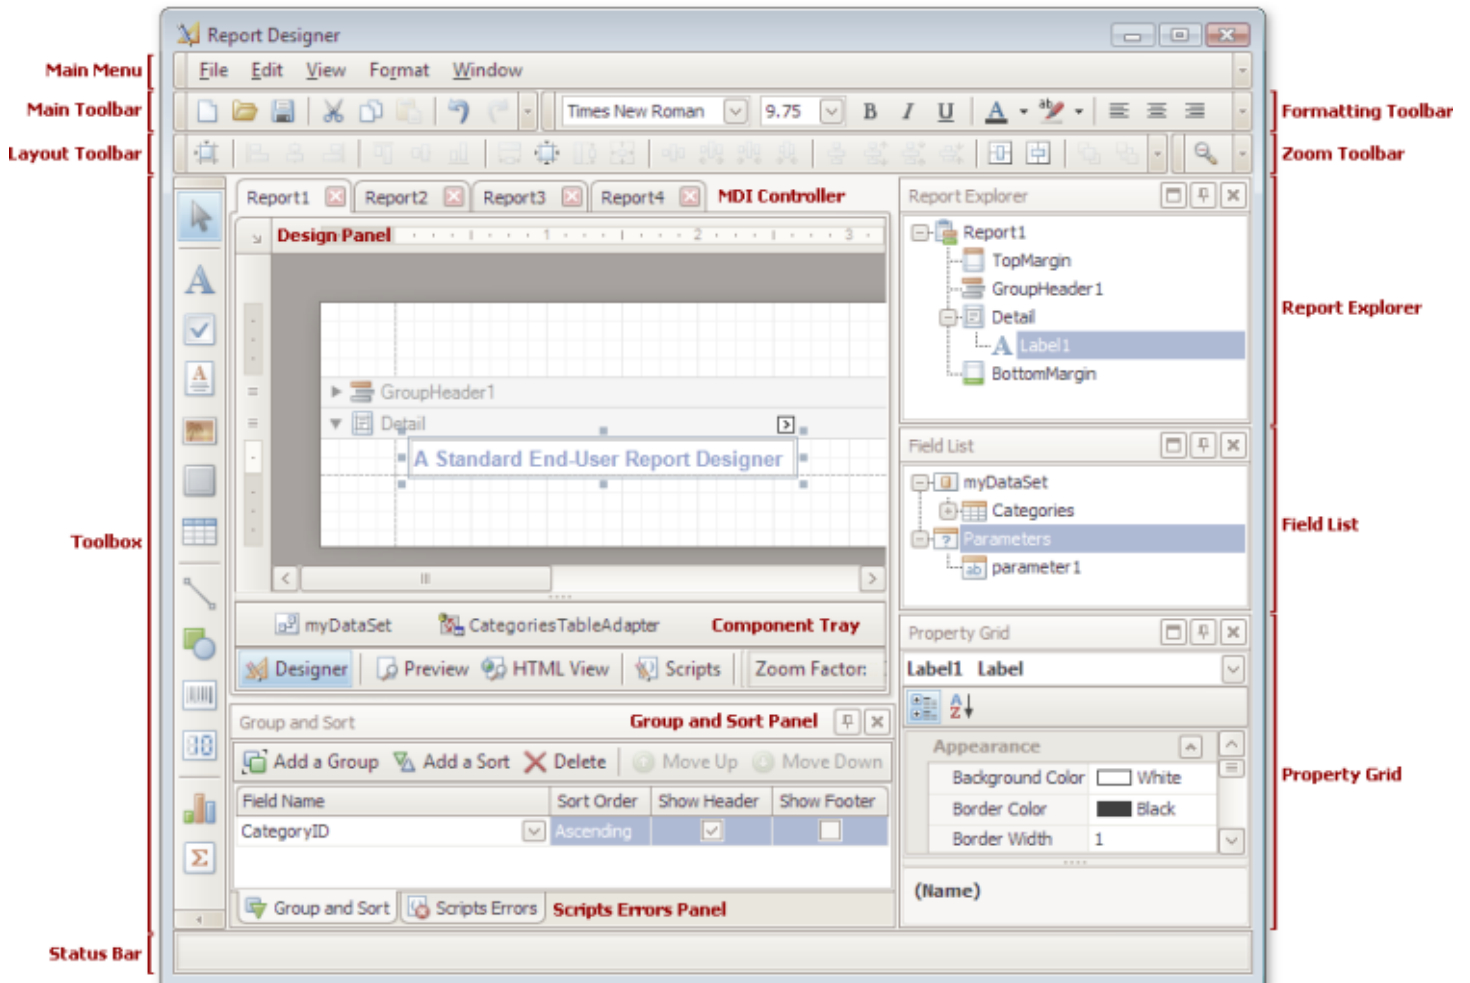 Report Designer
Main Menu
File Edit View Format Window
Main Toolbar
Times New Roman 9.75 B I U A ab
Formatting Toolbar
Layout Toolbar
Zoom Toolbar
Report1 Report2 Report3 Report4 MDI Controller
Design Panel 1 2 3
GroupHeader1
Detail
A Standard End-User Report Designer
Toolbox
A
A
myDataSet CategoriesTableAdapter Component Tray
Designer Preview HTML View Scripts Zoom Factor:
Group and Sort Group and Sort Panel
Add a Group Add a Sort Delete Move Up Move Down
Field Name Sort Order Show Header Show Footer
CategoryID Ascending
Group and Sort Scripts Errors Scripts Errors Panel
Σ
Report Explorer
Report1
TopMargin
GroupHeader1
Detail
A Label1
BottomMargin
Report Explorer
Field List
myDataSet
Categories
? Parameters
ab parameter1
Field List
Property Grid
Label1 Label
A Z
Appearance
Background Color White
Border Color Black
Border Width 1
(Name)
Property Grid
Status Bar